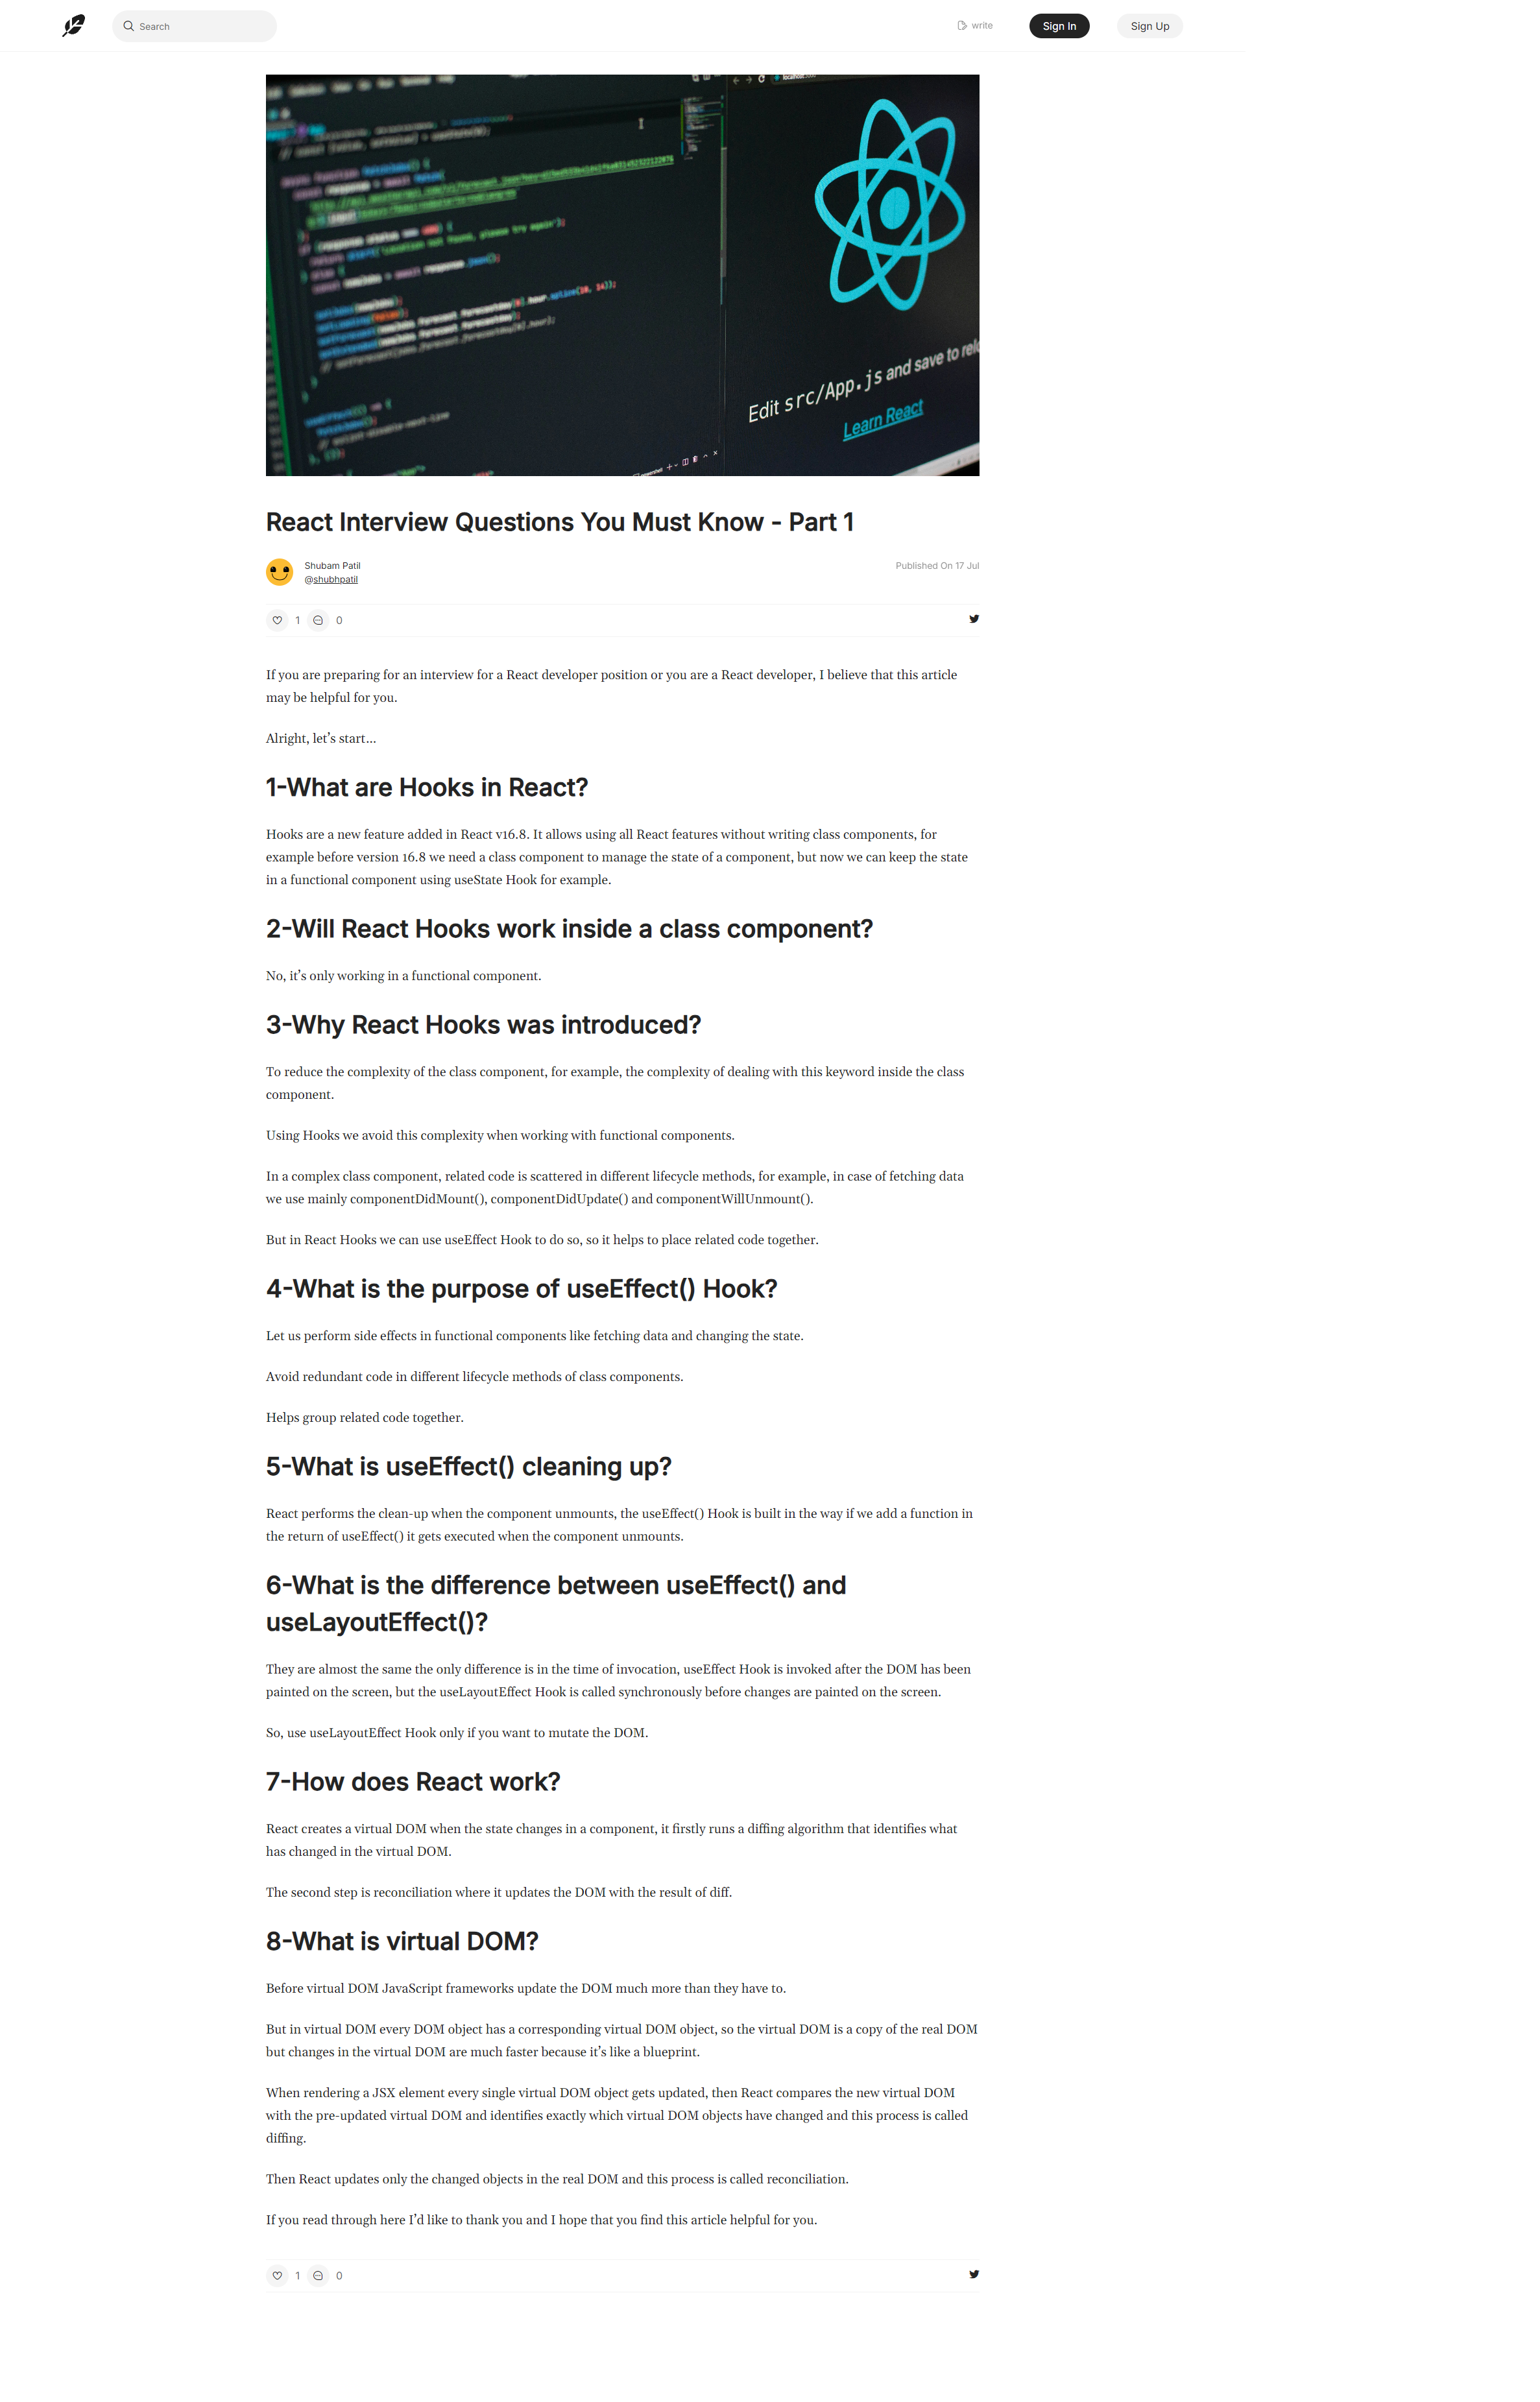 Search
write
Sign In
Sign Up
localhost
Edit src/App.js and save to relo
Learn React
React Interview Questions You Must Know - Part 1
Shubam Patil
Published On 17 Jul
@shubhpatil
1
0
If you are preparing for an interview for a React developer position or you are a React developer, I believe that this article
may be helpful for you.
Alright, let’s start…
1-What are Hooks in React?
Hooks are a new feature added in React v16.8. It allows using all React features without writing class components, for
example before version 16.8 we need a class component to manage the state of a component, but now we can keep the state
in a functional component using useState Hook for example.
2-Will React Hooks work inside a class component?
No, it’s only working in a functional component.
3-Why React Hooks was introduced?
To reduce the complexity of the class component, for example, the complexity of dealing with this keyword inside the class
component.
Using Hooks we avoid this complexity when working with functional components.
In a complex class component, related code is scattered in different lifecycle methods, for example, in case of fetching data
we use mainly componentDidMount(), componentDidUpdate() and componentWillUnmount().
But in React Hooks we can use useEffect Hook to do so, so it helps to place related code together.
4-What is the purpose of useEffect() Hook?
Let us perform side effects in functional components like fetching data and changing the state.
Avoid redundant code in different lifecycle methods of class components.
Helps group related code together.
5-What is useEffect() cleaning up?
React performs the clean-up when the component unmounts, the useEffect() Hook is built in the way if we add a function in
the return of useEffect() it gets executed when the component unmounts.
6-What is the difference between useEffect() and
useLayoutEffect()?
They are almost the same the only difference is in the time of invocation, useEffect Hook is invoked after the DOM has been
painted on the screen, but the useLayoutEffect Hook is called synchronously before changes are painted on the screen.
So, use useLayoutEffect Hook only if you want to mutate the DOM.
7-How does React work?
React creates a virtual DOM when the state changes in a component, it firstly runs a diffing algorithm that identifies what
has changed in the virtual DOM.
The second step is reconciliation where it updates the DOM with the result of diff.
8-What is virtual DOM?
Before virtual DOM JavaScript frameworks update the DOM much more than they have to.
But in virtual DOM every DOM object has a corresponding virtual DOM object, so the virtual DOM is a copy of the real DOM
but changes in the virtual DOM are much faster because it’s like a blueprint.
When rendering a JSX element every single virtual DOM object gets updated, then React compares the new virtual DOM
with the pre-updated virtual DOM and identifies exactly which virtual DOM objects have changed and this process is called
diffing.
Then React updates only the changed objects in the real DOM and this process is called reconciliation.
If you read through here I’d like to thank you and I hope that you find this article helpful for you.
1
0